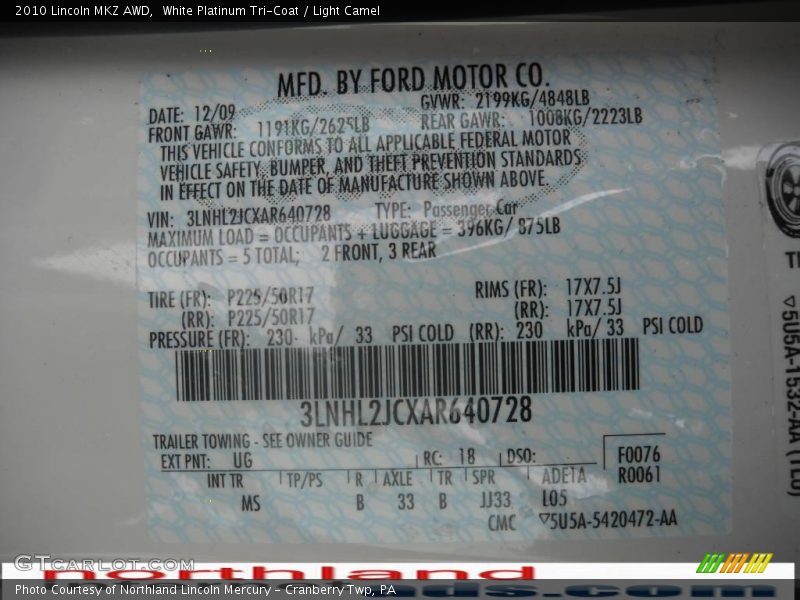 2010 Lincoln MKZ AWD,  White Platinum Tri-Coat / Light Camel
MFD. BY FORD MOTOR CO.
DATE: 12/09 GVWR: 2199KG/4848LB
FRONT GAWR: 1191KG/2625LB REAR GAWR: 1008KG/2223LB
THIS VEHICLE CONFORMS TO ALL APPLICABLE FEDERAL MOTOR
VEHICLE SAFETY, BUMPER, AND THEFT PREVENTION STANDARDS
IN EFFECT ON THE DATE OF MANUFACTURE SHOWN ABOVE.
VIN: 3LNHL2JCXAR640728 TYPE: Passenger Car
MAXIMUM LOAD = OCCUPANTS + LUGGAGE = 396KG/ 875LB
OCCUPANTS = 5 TOTAL; 2 FRONT, 3 REAR
TIRE (FR): P225/50R17 RIMS (FR): 17X7.5J
(RR): P225/50R17 (RR): 17X7.5J
PRESSURE (FR): 230 kPa/ 33 PSI COLD (RR): 230 kPa/ 33 PSI COLD
3LNHL2JCXAR640728
TRAILER TOWING - SEE OWNER GUIDE
EXT PNT: UG RC: 18 DSO: F0076
INT TR TP/PS R AXLE TR SPR ADE1A R0061
MS B 33 B JJ33 L05
CMC ▽5U5A-5420472-AA
▽5U5A-1532-AA (TLO)
GTCarLot.com
northland
Photo Courtesy of Northland Lincoln Mercury - Cranberry Twp, PA